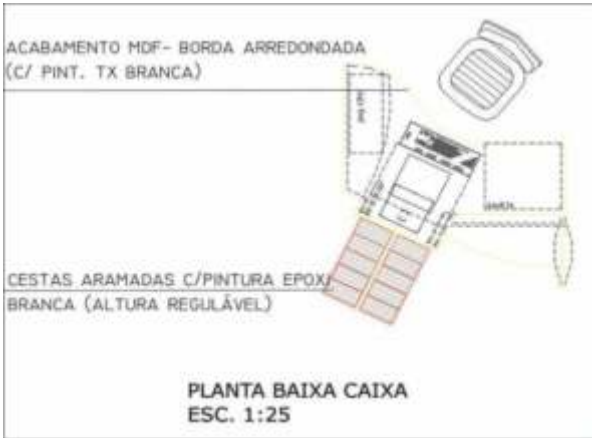 ACABAMENTO MDF- BORDA ARREDONDADA
(C/ PINT. TX BRANCA)
CESTAS ARAMADAS C/PINTURA EPOXI
BRANCA (ALTURA REGULÁVEL)
PLANTA BAIXA CAIXA
ESC. 1:25